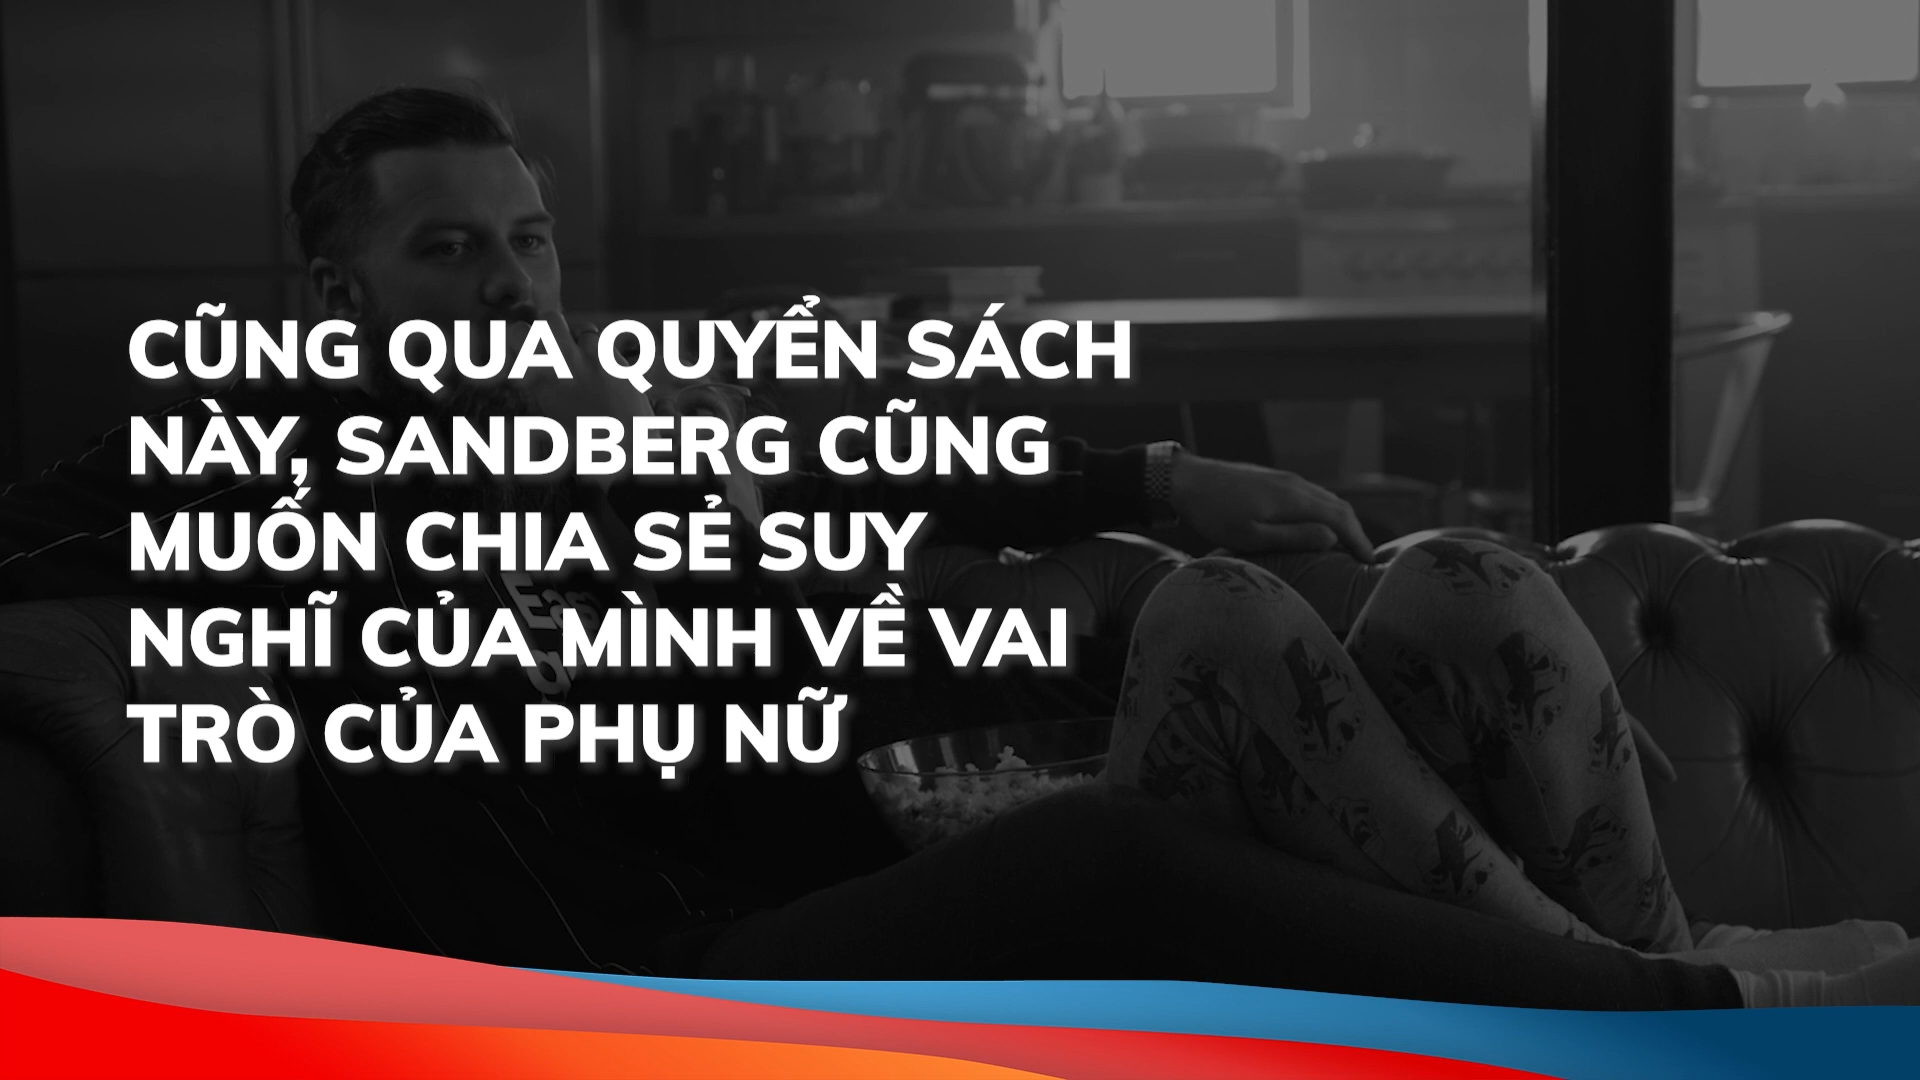 CŨNG QUA QUYỂN SÁCH
NÀY, SANDBERG CŨNG
MUỐN CHIA SẺ SUY
NGHĨ CỦA MÌNH VỀ VAI
TRÒ CỦA PHỤ NỮ